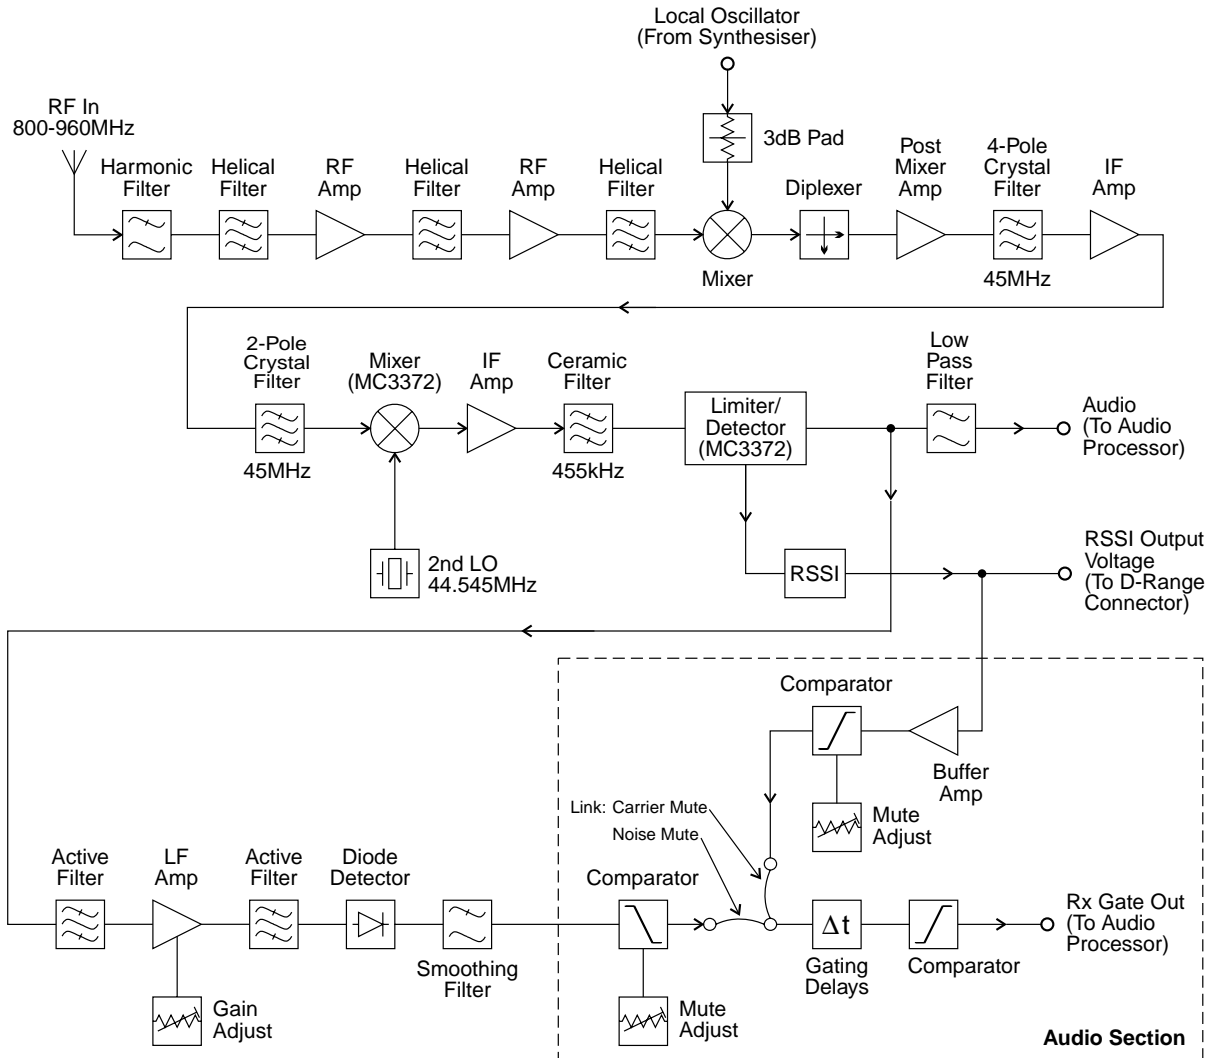 Local Oscillator
(From Synthesiser)
RF In
800-960MHz
3dB Pad
Harmonic
Filter
Helical
Filter
RF
Amp
Helical
Filter
RF
Amp
Helical
Filter
Diplexer
Post
Mixer
Amp
4-Pole
Crystal
Filter
IF
Amp
Mixer
45MHz
2-Pole
Crystal
Filter
Mixer
(MC3372)
IF
Amp
Ceramic
Filter
Limiter/
Detector
(MC3372)
Low
Pass
Filter
Audio
(To Audio
Processor)
45MHz
455kHz
2nd LO
44.545MHz
RSSI
RSSI Output
Voltage
(To D-Range
Connector)
Comparator
Buffer
Amp
Mute
Adjust
Link: Carrier Mute
Noise Mute
Active
Filter
LF
Amp
Active
Filter
Diode
Detector
Smoothing
Filter
Comparator
Δt
Gating
Delays
Comparator
Rx Gate Out
(To Audio
Processor)
Gain
Adjust
Mute
Adjust
Audio Section